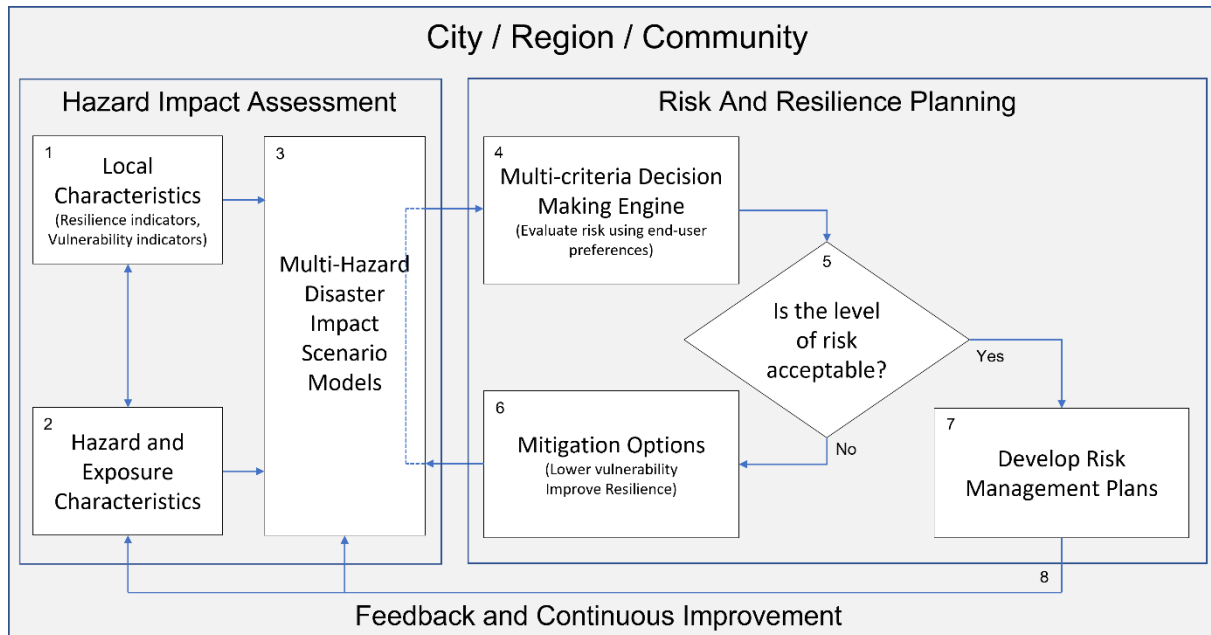 City / Region / Community
Hazard Impact Assessment
1
Local
Characteristics
(Resilience indicators,
Vulnerability indicators)
2
Hazard and
Exposure
Characteristics
3
Multi-Hazard
Disaster
Impact
Scenario
Models
Risk And Resilience Planning
4
Multi-criteria Decision
Making Engine
(Evaluate risk using end-user
preferences)
5
Is the level
of risk
acceptable?
Yes
No
6
Mitigation Options
(Lower vulnerability
Improve Resilience)
7
Develop Risk
Management Plans
8
Feedback and Continuous Improvement